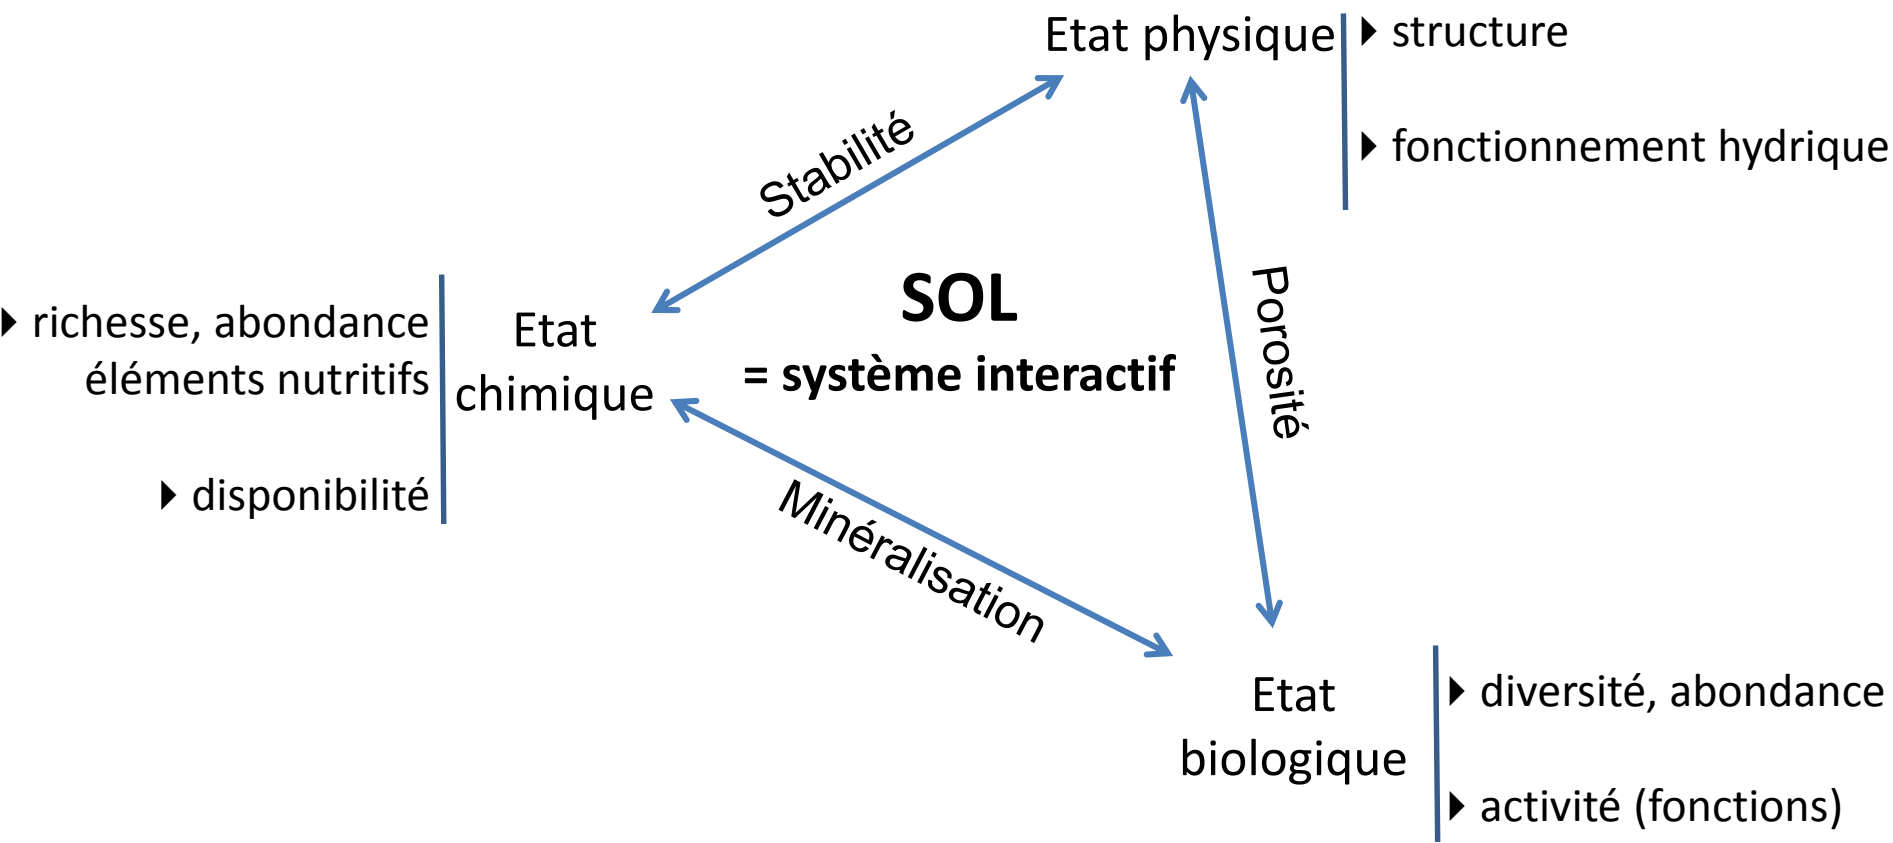 Etat physique
‣ structure
‣ fonctionnement hydrique
Stabilité
SOL
= système interactif
Porosité
‣ richesse, abondance
éléments nutritifs
‣ disponibilité
Etat
chimique
Minéralisation
Etat
biologique
‣ diversité, abondance
‣ activité (fonctions)